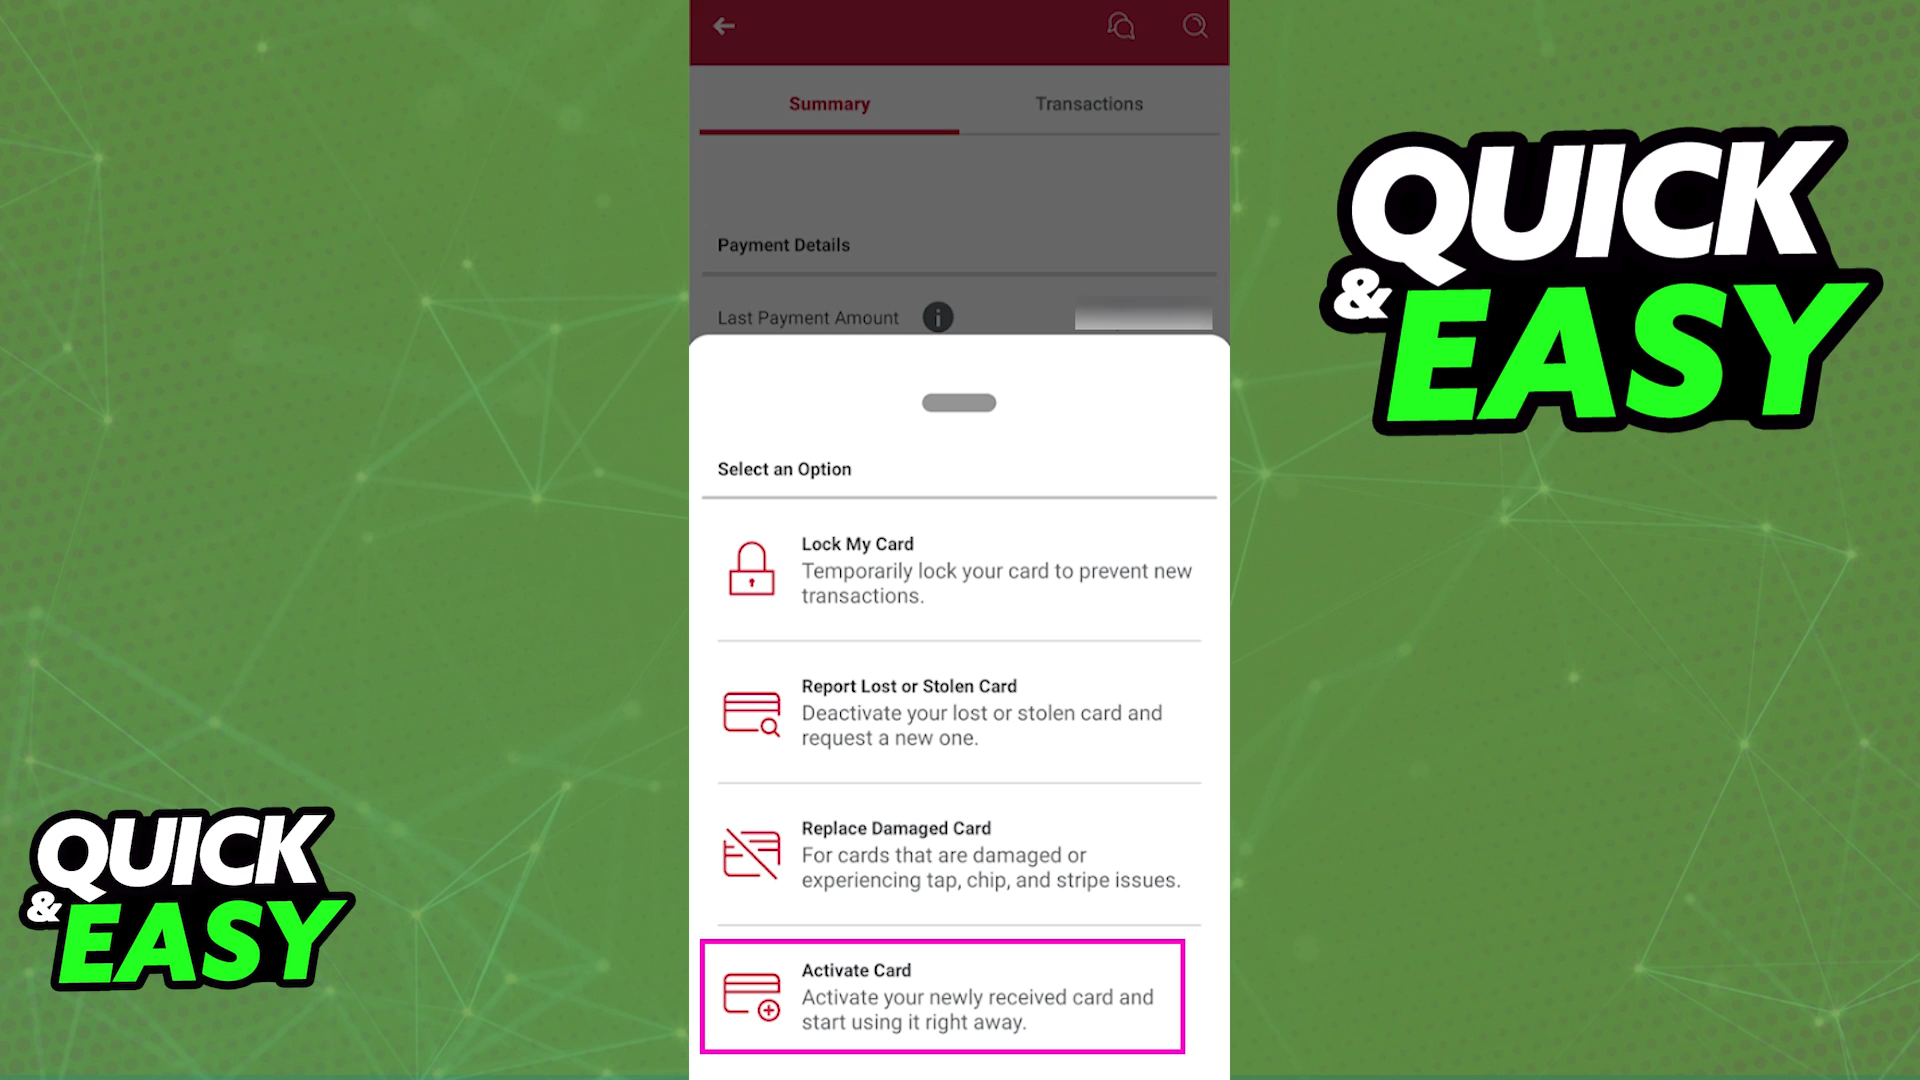 Summary
Transactions
Payment Details
Last Payment Amount
Select an Option
Lock My Card
Temporarily lock your card to prevent new
transactions.
Report Lost or Stolen Card
Deactivate your lost or stolen card and
request a new one.
Replace Damaged Card
For cards that are damaged or
experiencing tap, chip, and stripe issues.
Activate Card
Activate your newly received card and
start using it right away.
QUICK
& EASY
QUICK
& EASY